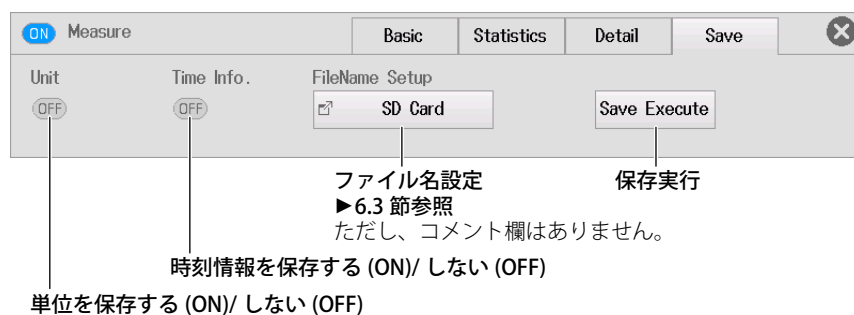 ON Measure Basic Statistics Detail Save
Unit Time Info. FileName Setup
OFF OFF SD Card Save Execute
ファイル名設定 保存実行
▶6.3 節参照
ただし、コメント欄はありません。
時刻情報を保存する (ON)/ しない (OFF)
単位を保存する (ON)/ しない (OFF)